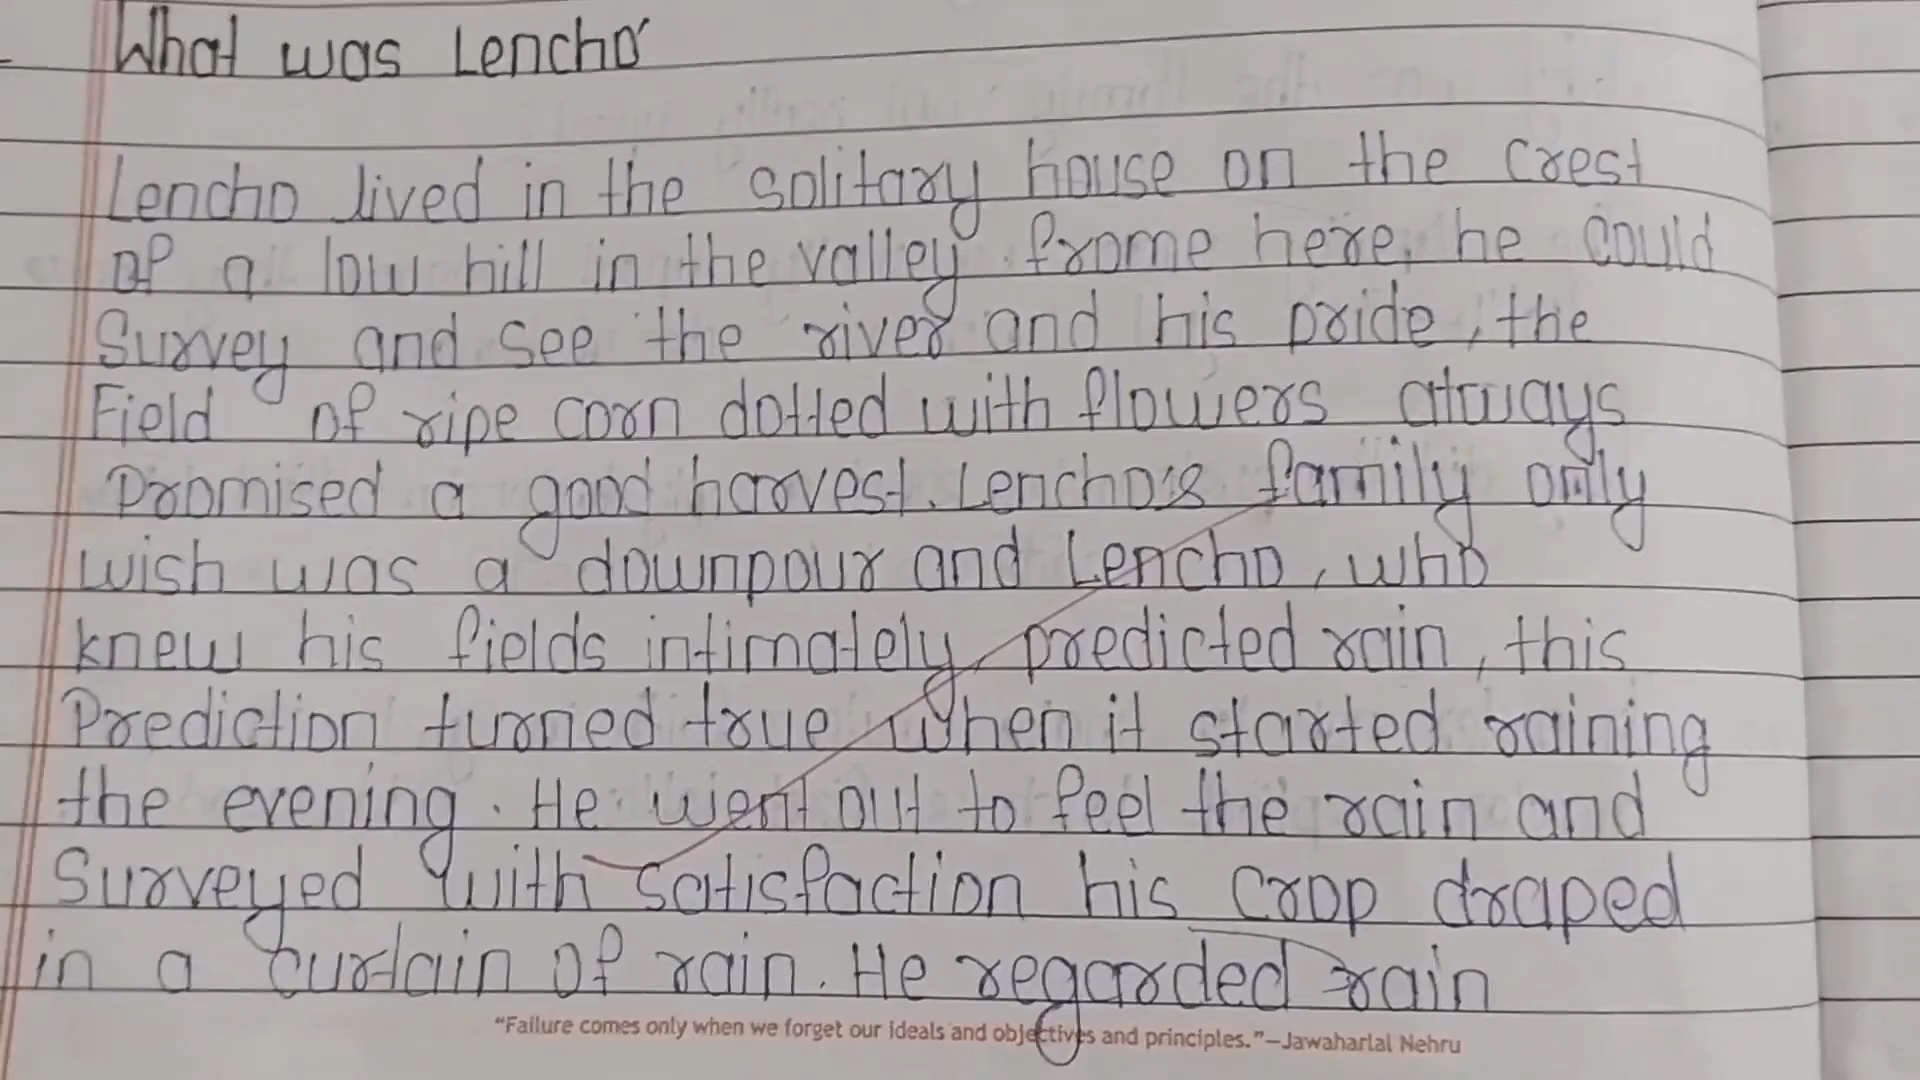 What was Lencho
Lencho lived in the solitary house on the crest
of a low hill in the valley. frome here, he could
Survey and see the river and his pride, the
Field of ripe corn dotted with flowers always
Promised a good harvest. Lencho's family only
wish was a downpour and Lencho, who
knew his fields intimately, predicted rain, this
Prediction turned true when it started raining
the evening. He went out to feel the rain and
Surveyed with satisfaction his crop draped
in a curtain of rain. He regarded rain
"Failure comes only when we forget our ideals and objectives and principles."—Jawaharlal Nehru